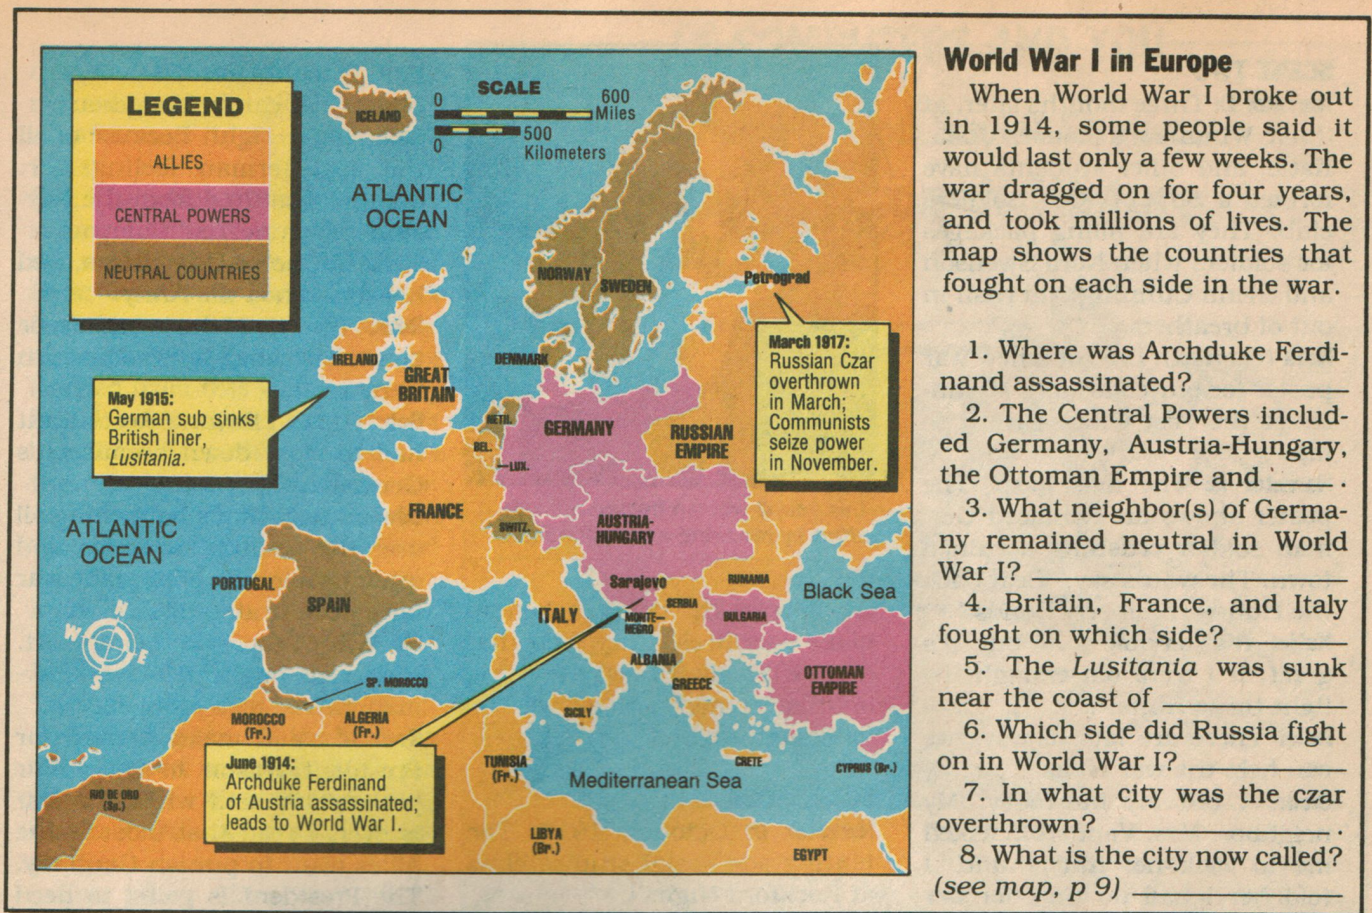 LEGEND
ALLIES
CENTRAL POWERS
NEUTRAL COUNTRIES
SCALE
0
600
Miles
500
0
Kilometers
ICELAND
ATLANTIC
OCEAN
NORWAY
SWEDEN
Petrograd
March 1917:
Russian Czar
overthrown
in March;
Communists
seize power
in November.
IRELAND
GREAT
BRITAIN
DENMARK
May 1915:
German sub sinks
British liner,
Lusitania.
NETH.
BEL.
LUX.
GERMANY
RUSSIAN
EMPIRE
FRANCE
SWITZ.
AUSTRIA-
HUNGARY
ATLANTIC
OCEAN
PORTUGAL
SPAIN
ITALY
Sarajevo
SERBIA
RUMANIA
Black Sea
MONTE-
NEGRO
BULGARIA
ALBANIA
GREECE
OTTOMAN
EMPIRE
N
W
E
S
SP. MOROCCO
SICILY
MOROCCO
(Fr.)
ALGERIA
(Fr.)
TUNISIA
(Fr.)
CRETE
CYPRUS (Br.)
Mediterranean Sea
June 1914:
Archduke Ferdinand
of Austria assassinated;
leads to World War I.
RIO DE ORO
(Sp.)
LIBYA
(Br.)
EGYPT
World War I in Europe
When World War I broke out
in 1914, some people said it
would last only a few weeks. The
war dragged on for four years,
and took millions of lives. The
map shows the countries that
fought on each side in the war.
1. Where was Archduke Ferdi-
nand assassinated? ___
2. The Central Powers includ-
ed Germany, Austria-Hungary,
the Ottoman Empire and ___ .
3. What neighbor(s) of Germa-
ny remained neutral in World
War I? ___
4. Britain, France, and Italy
fought on which side? ___
5. The Lusitania was sunk
near the coast of ___
6. Which side did Russia fight
on in World War I? ___
7. In what city was the czar
overthrown? ___ .
8. What is the city now called?
(see map, p 9) ___